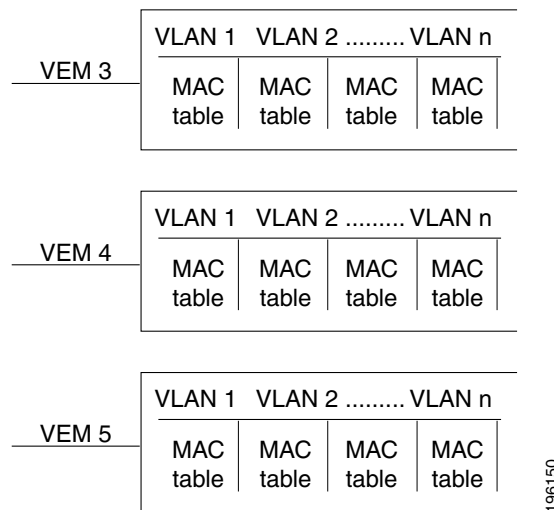 VLAN 1 VLAN 2 ......... VLAN n
VEM 3
MAC table MAC table MAC table MAC table
VLAN 1 VLAN 2 ......... VLAN n
VEM 4
MAC table MAC table MAC table MAC table
VLAN 1 VLAN 2 ......... VLAN n
VEM 5
MAC table MAC table MAC table MAC table
196150